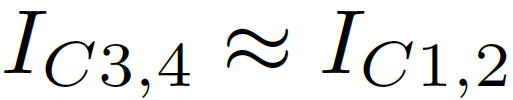 I_{C3,4} ≈ I_{C1,2}